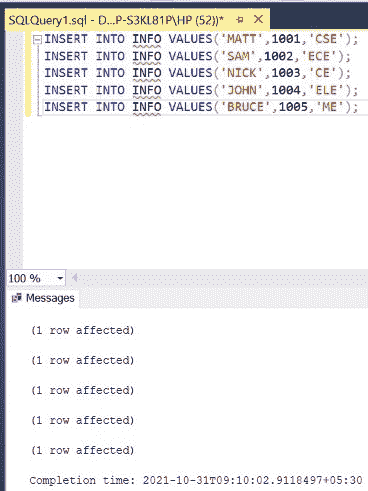 SQLQuery1.sql - D...P-S3KL81P\HP (52))*
INSERT INTO INFO VALUES('MATT',1001,'CSE');
INSERT INTO INFO VALUES('SAM',1002,'ECE');
INSERT INTO INFO VALUES('NICK',1003,'CE');
INSERT INTO INFO VALUES('JOHN',1004,'ELE');
INSERT INTO INFO VALUES('BRUCE',1005,'ME');
100 %
Messages
(1 row affected)
(1 row affected)
(1 row affected)
(1 row affected)
(1 row affected)
Completion time: 2021-10-31T09:10:02.9118497+05:30